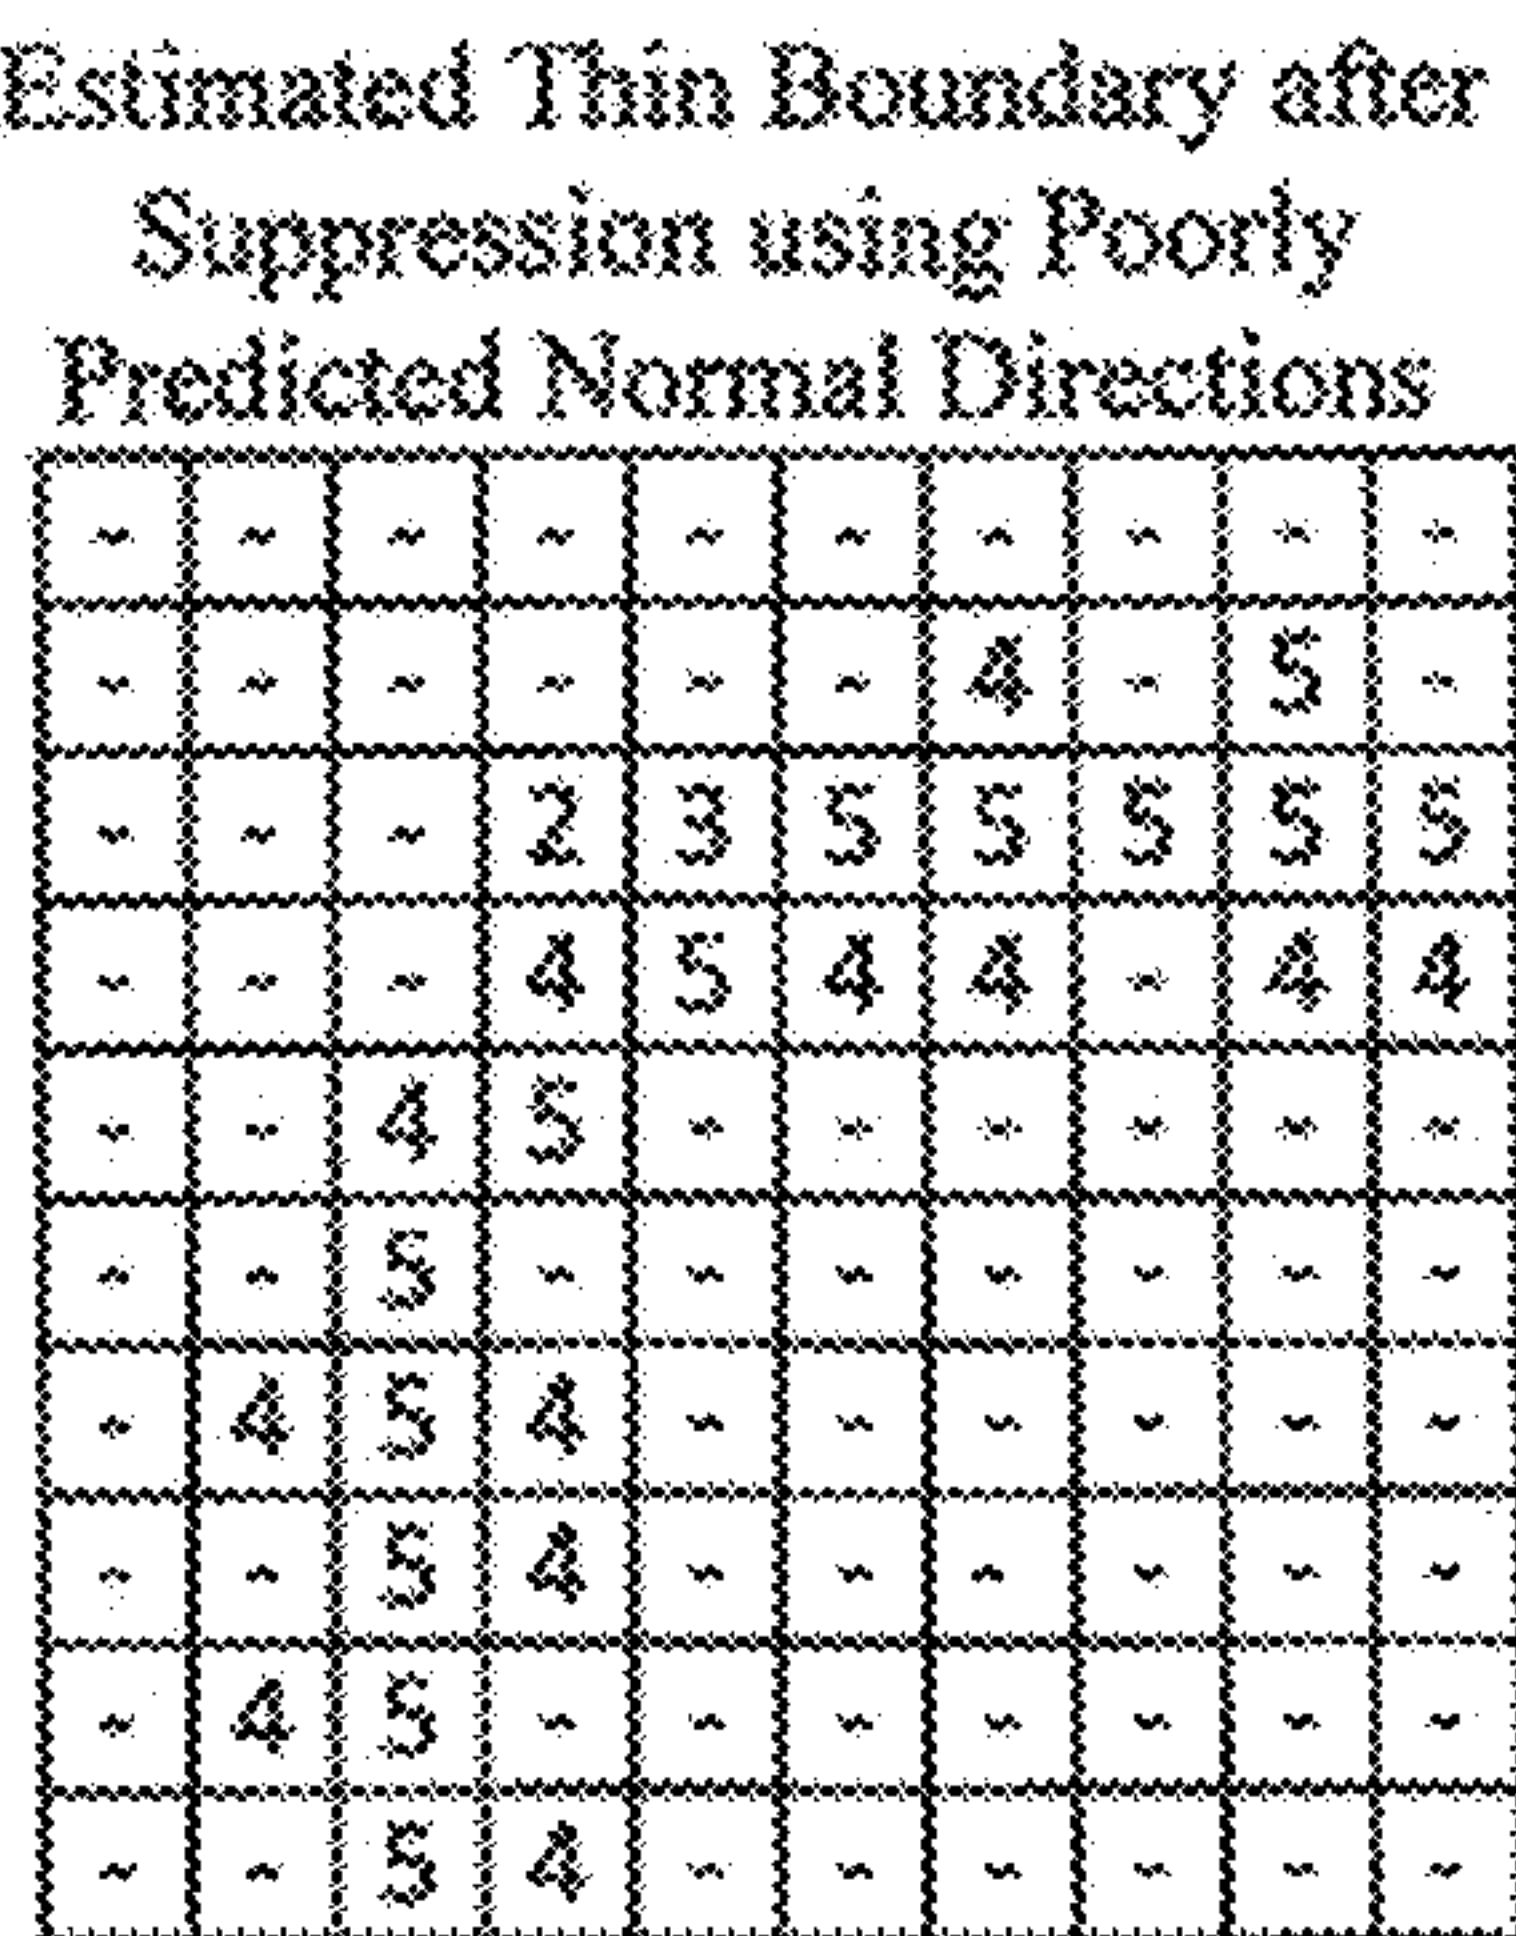 Estimated Thin Boundary after
Suppression using Poorly
Predicted Normal Directions
- - - - - - - - - -
- - - - - - 4 - 5 -
- - - 2 3 5 5 5 5 5
- - - 4 5 4 4 - 4 4
- - 4 5 - - - - - -
- - 5 - - - - - - -
- 4 5 4 - - - - - -
- - 5 4 - - - - - -
- 4 5 - - - - - - -
- - 5 4 - - - - - -